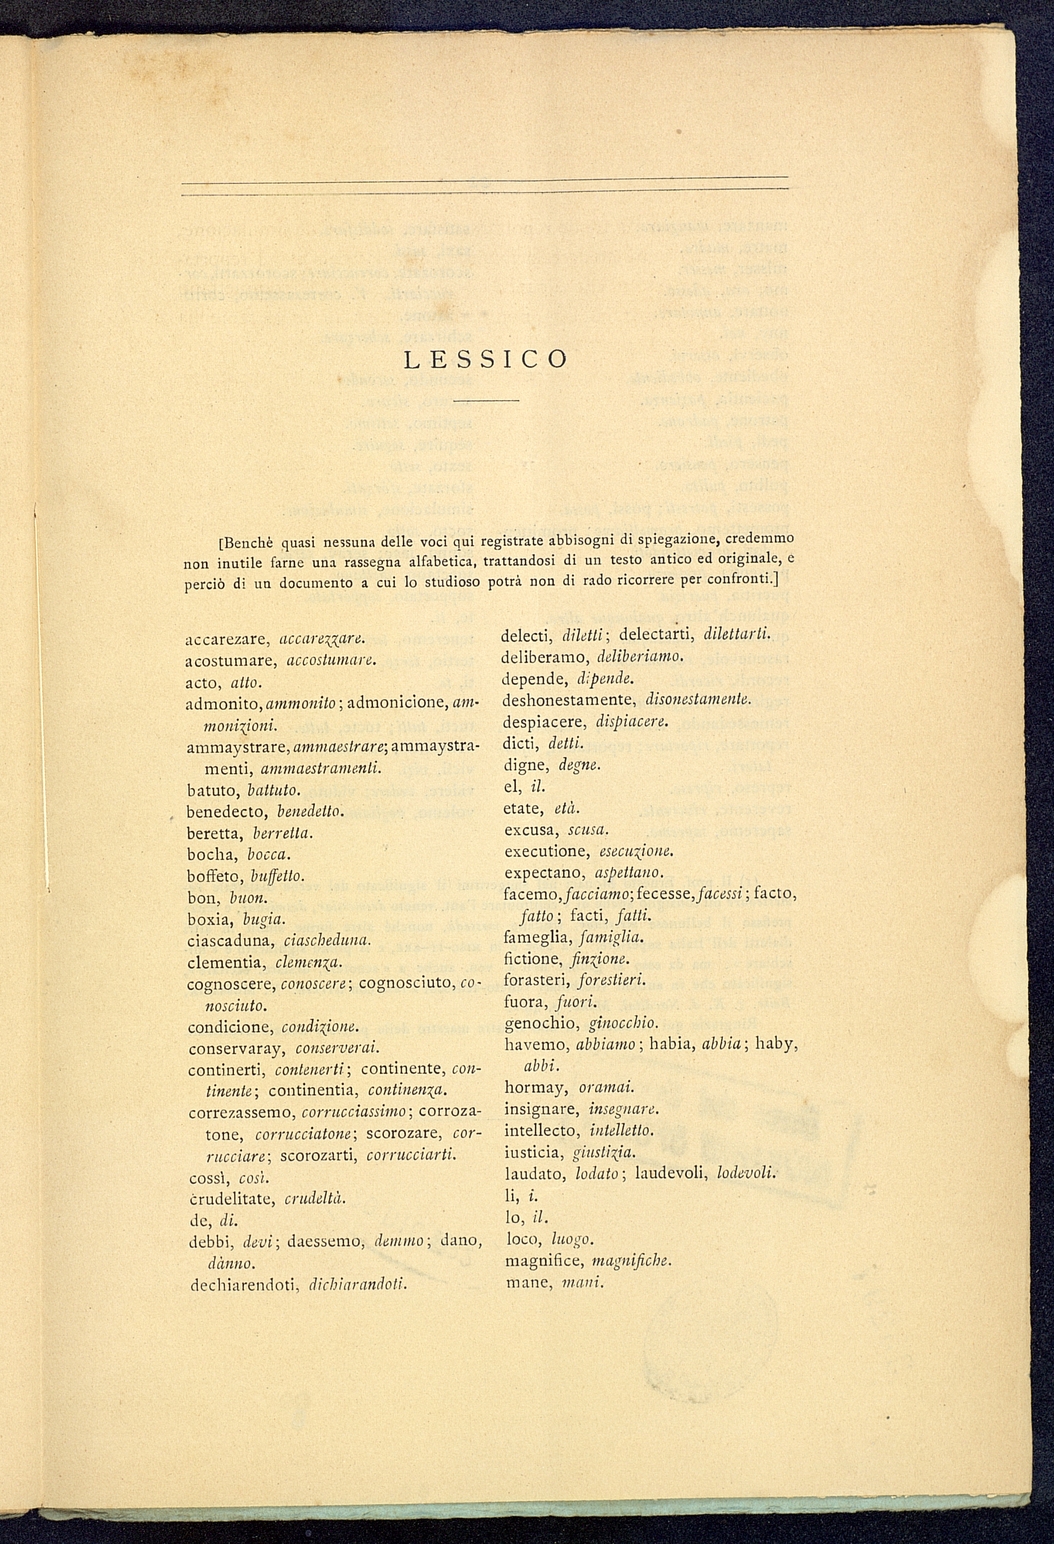 LESSICO
[Benchè quasi nessuna delle voci qui registrate abbisogni di spiegazione, credemmo
non inutile farne una rassegna alfabetica, trattandosi di un testo antico ed originale, e
perciò di un documento a cui lo studioso potrà non di rado ricorrere per confronti.]
accarezare, accarezzare.
acostumare, accostumare.
acto, atto.
admonito, ammonito; admonicione, am-
monizioni.
ammaystrare, ammaestrare; ammaystra-
menti, ammaestramenti.
batuto, battuto.
benedecto, benedetto.
beretta, berretta.
bocha, bocca.
boffeto, buffetto.
bon, buon.
boxia, bugia.
ciascaduna, ciascheduna.
clementia, clemenza.
cognoscere, conoscere; cognosciuto, co-
nosciuto.
condicione, condizione.
conservaray, conserverai.
continerti, contenerti; continente, con-
tinente; continentia, continenza.
correzassemo, corrucciassimo; corroza-
tone, corrucciatone; scorozare, cor-
rucciare; scorozarti, corrucciarti.
cossì, così.
crudelitate, crudeltà.
de, di.
debbi, devi; daessemo, demmo; dano,
dànno.
dechiarendoti, dichiarandoti.
delecti, diletti; delectarti, dilettarti.
deliberamo, deliberiamo.
depende, dipende.
deshonestamente, disonestamente.
despiacere, dispiacere.
dicti, detti.
digne, degne.
el, il.
etate, età.
excusa, scusa.
executione, esecuzione.
expectano, aspettano.
facemo, facciamo; fecesse, facessi; facto,
fatto; facti, fatti.
fameglia, famiglia.
fictione, finzione.
forasteri, forestieri.
fuora, fuori.
genochio, ginocchio.
havemo, abbiamo; habia, abbia; haby,
abbi.
hormay, oramai.
insignare, insegnare.
intellecto, intelletto.
iusticia, giustizia.
laudato, lodato; laudevoli, lodevoli.
li, i.
lo, il.
loco, luogo.
magnifice, magnifiche.
mane, mani.